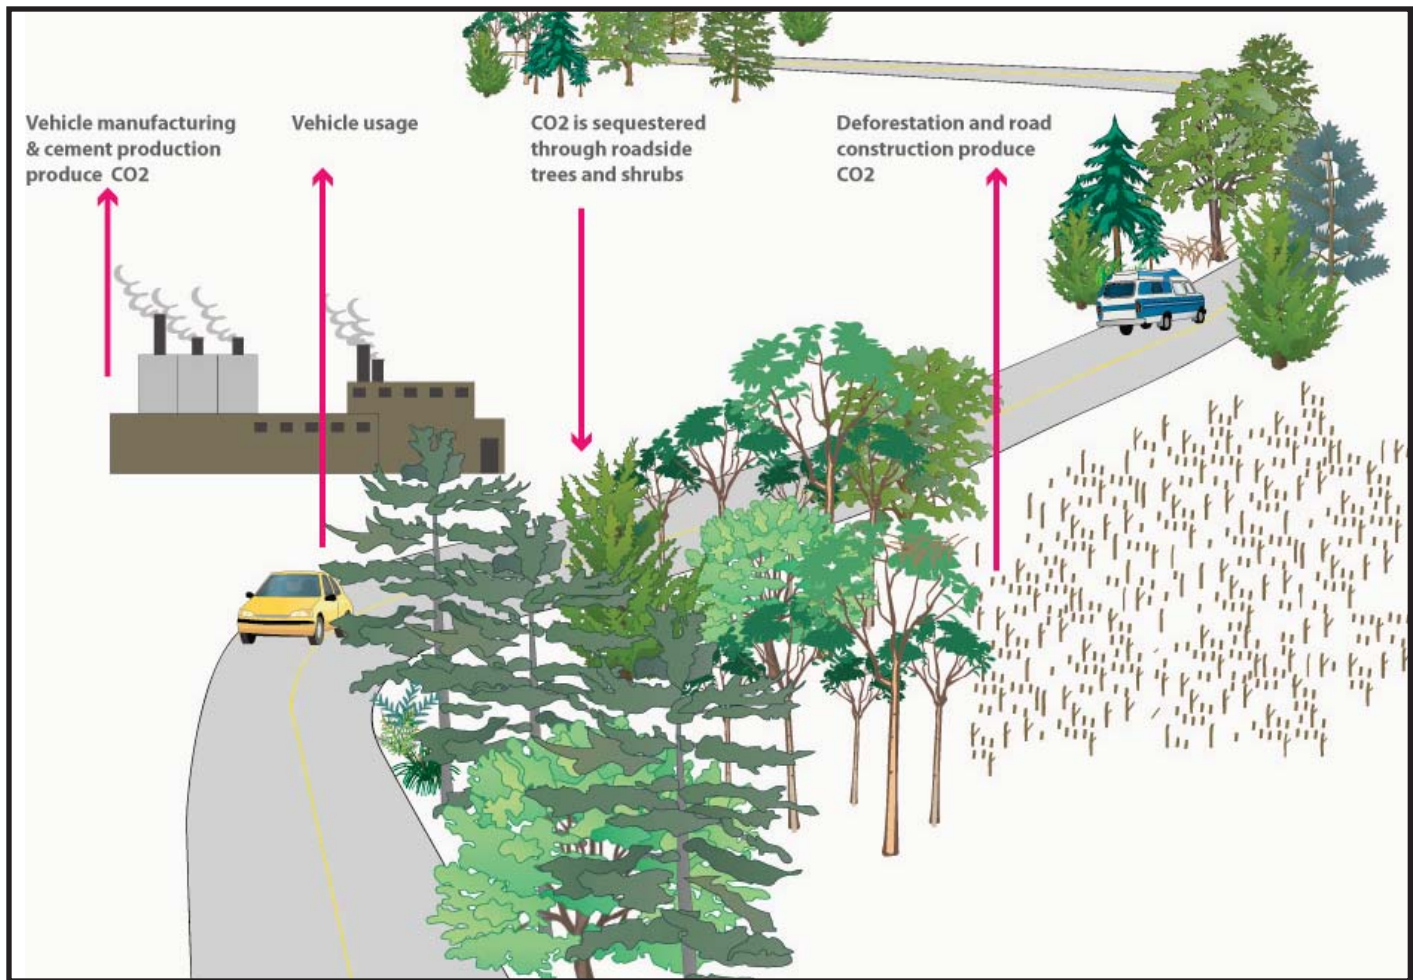 Vehicle manufacturing
& cement production
produce CO2
Vehicle usage
CO2 is sequestered
through roadside
trees and shrubs
Deforestation and road
construction produce
CO2